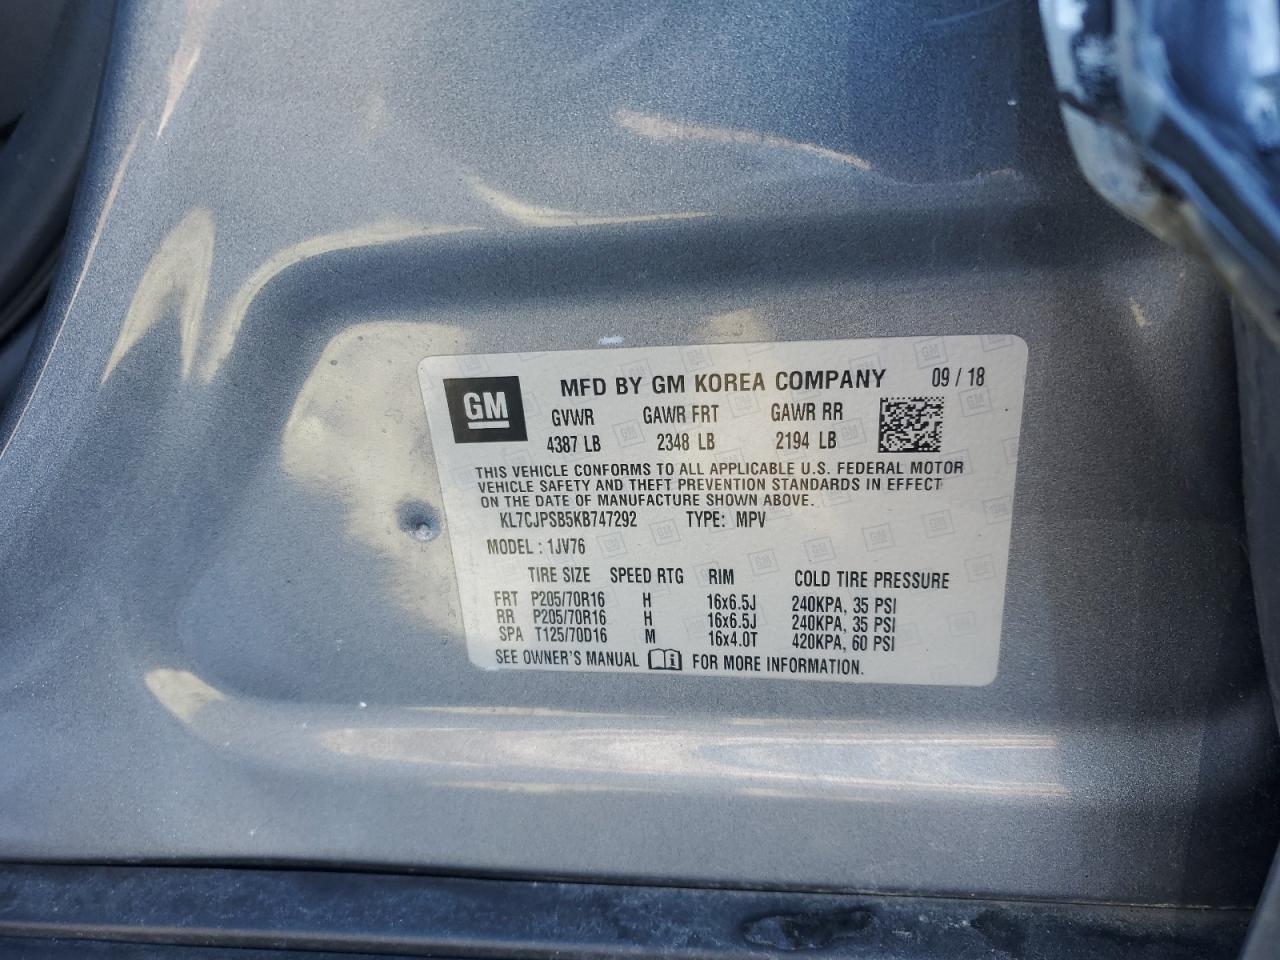 GM MFD BY GM KOREA COMPANY 09 / 18
GVWR GAWR FRT GAWR RR
4387 LB 2348 LB 2194 LB
THIS VEHICLE CONFORMS TO ALL APPLICABLE U.S. FEDERAL MOTOR
VEHICLE SAFETY AND THEFT PREVENTION STANDARDS IN EFFECT
ON THE DATE OF MANUFACTURE SHOWN ABOVE.
KL7CJPSB5KB747292 TYPE: MPV
MODEL : 1JV76
TIRE SIZE SPEED RTG RIM COLD TIRE PRESSURE
FRT P205/70R16 H 16x6.5J 240KPA, 35 PSI
RR P205/70R16 H 16x6.5J 240KPA, 35 PSI
SPA T125/70D16 M 16x4.0T 420KPA, 60 PSI
SEE OWNER'S MANUAL i FOR MORE INFORMATION.